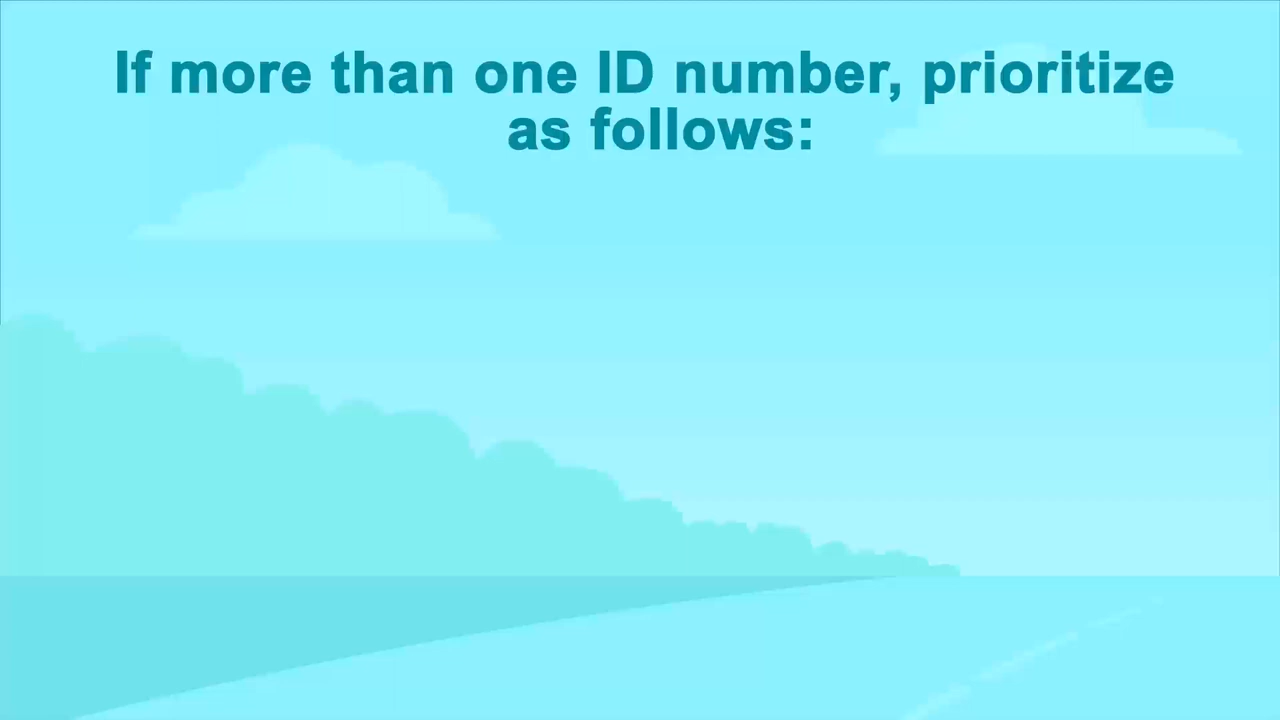 If more than one ID number, prioritize
as follows: